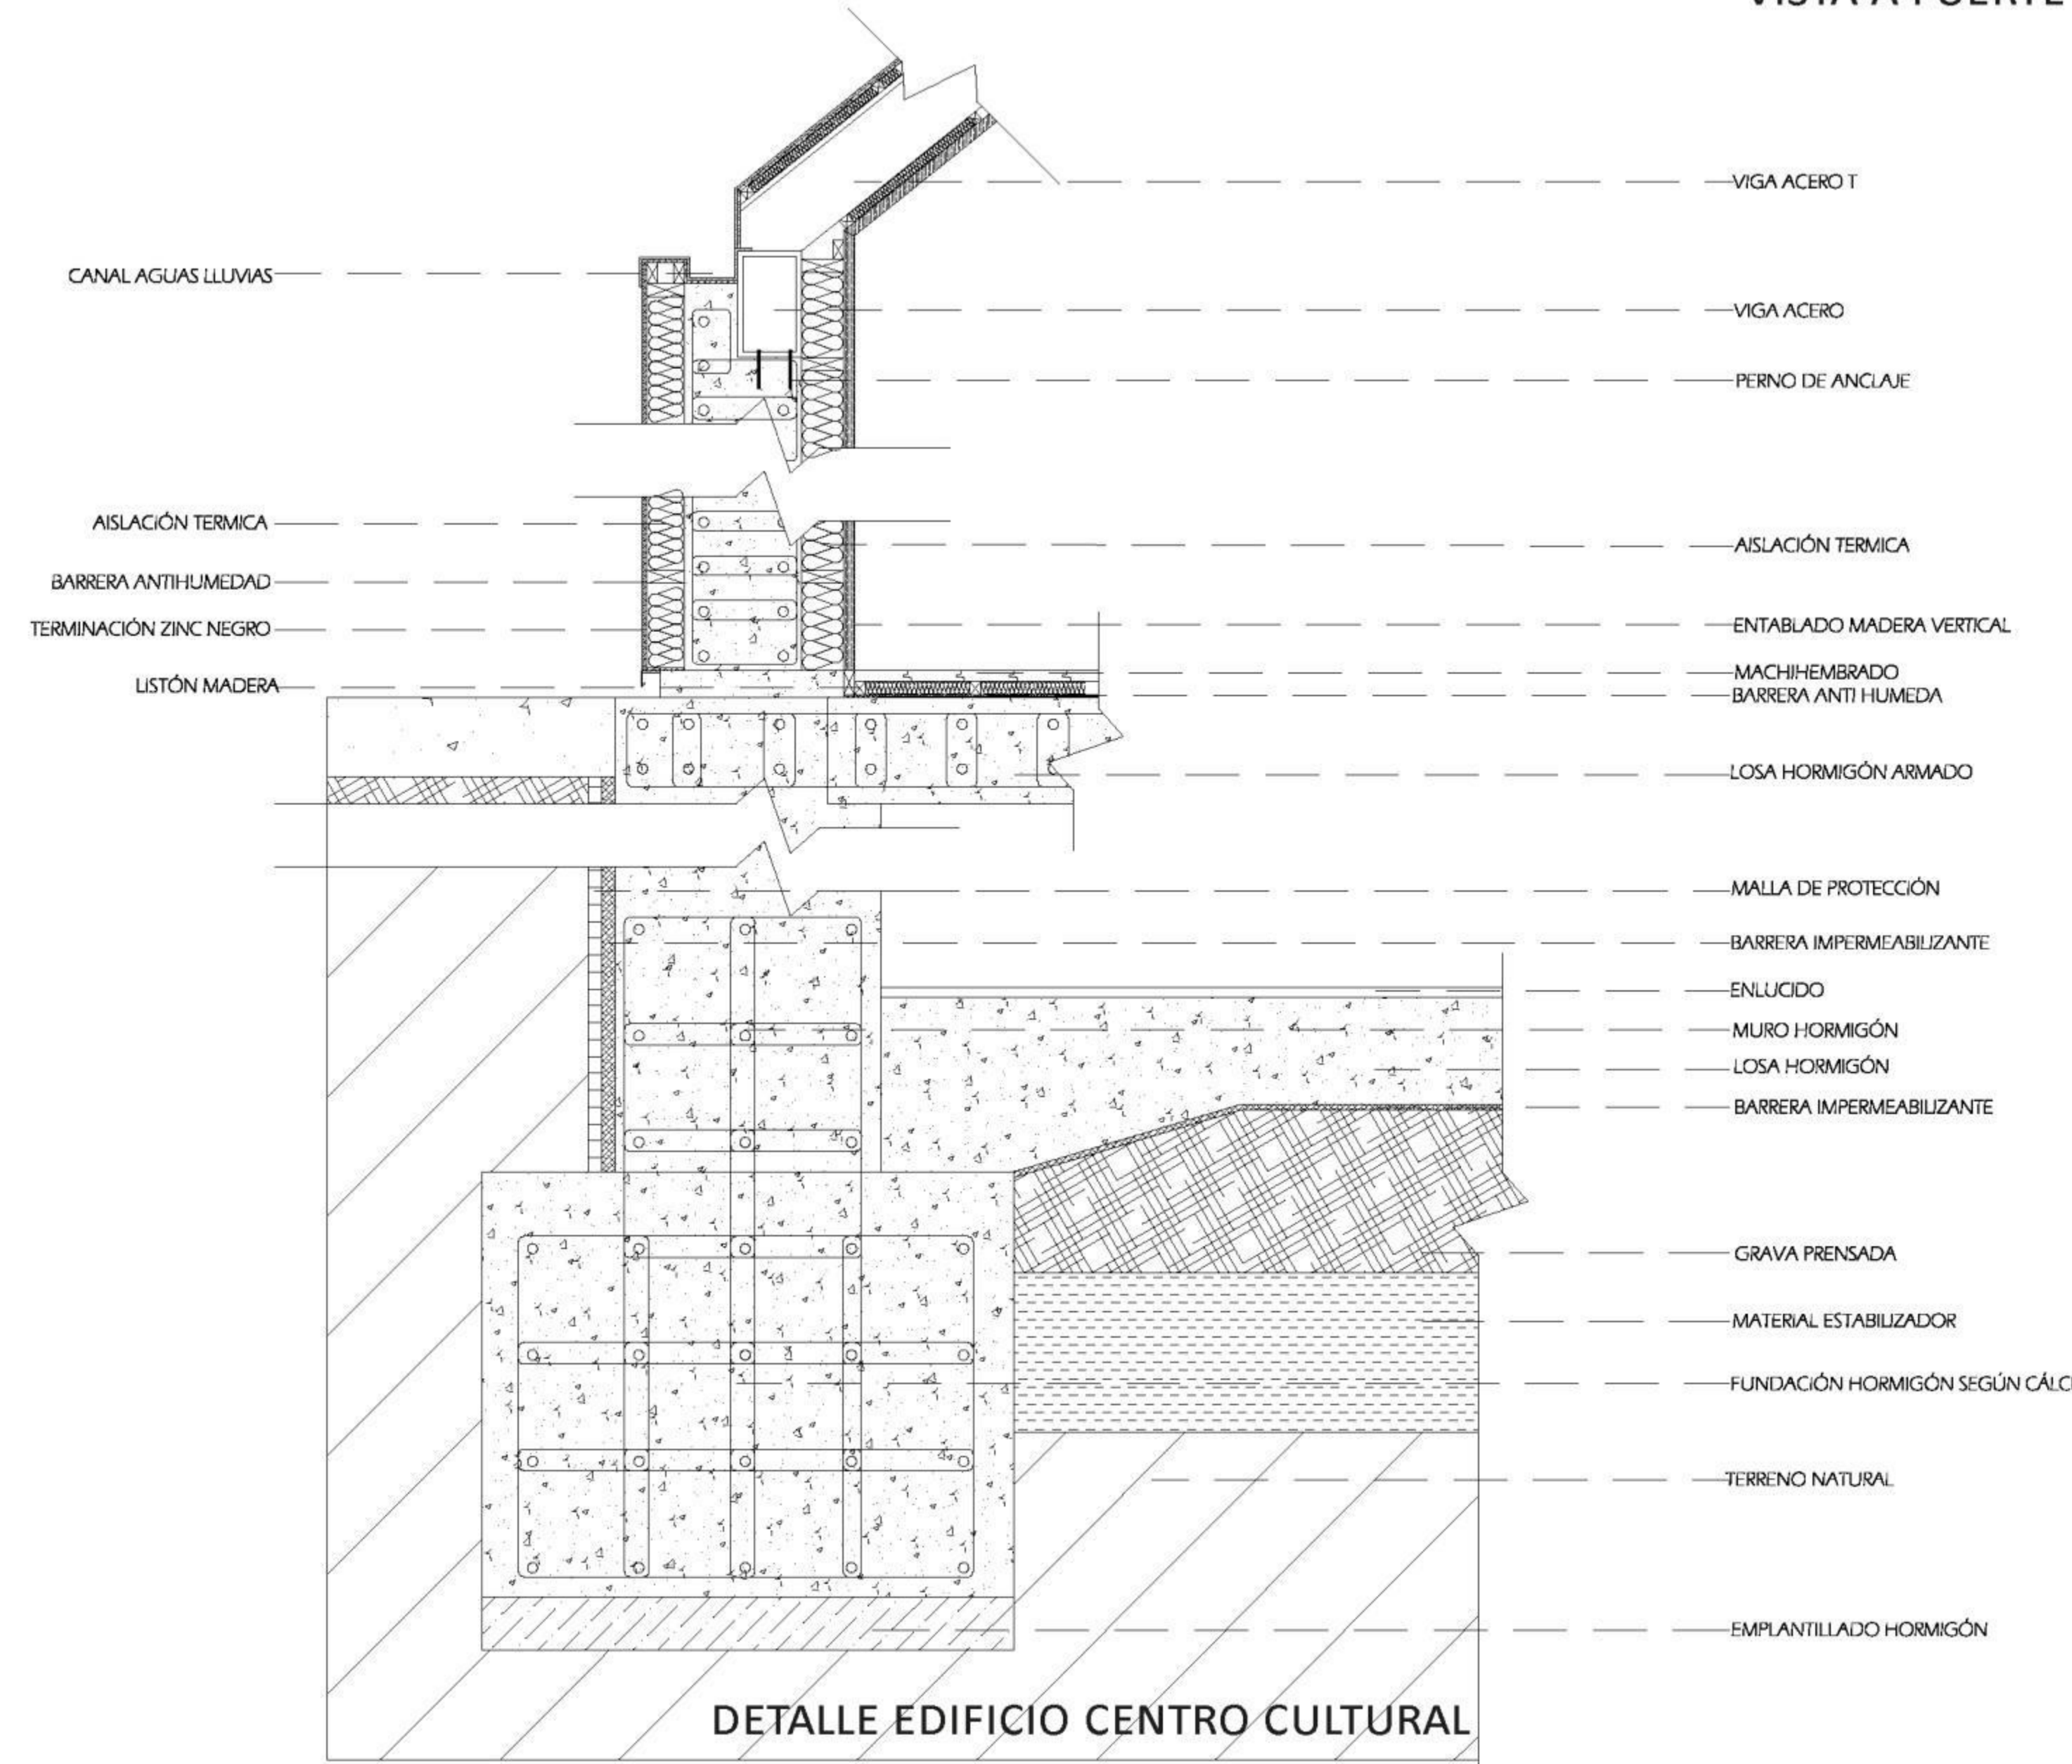 VISTA A FUERTE
CANAL AGUAS LLUVIAS
AISLACIÓN TERMICA
BARRERA ANTIHUMEDAD
TERMINACIÓN ZINC NEGRO
LISTÓN MADERA
VIGA ACERO T
VIGA ACERO
PERNO DE ANCLAJE
AISLACIÓN TERMICA
ENTABLADO MADERA VERTICAL
MACHIHEMBRADO
BARRERA ANTI HUMEDA
LOSA HORMIGÓN ARMADO
MALLA DE PROTECCIÓN
BARRERA IMPERMEABILIZANTE
ENLUCIDO
MURO HORMIGÓN
LOSA HORMIGÓN
BARRERA IMPERMEABILIZANTE
GRAVA PRENSADA
MATERIAL ESTABILIZADOR
FUNDACIÓN HORMIGÓN SEGÚN
TERRENO NATURAL
EMPLANTILLADO HORMIGÓN
DETALLE EDIFICIO CENTRO CULTURAL